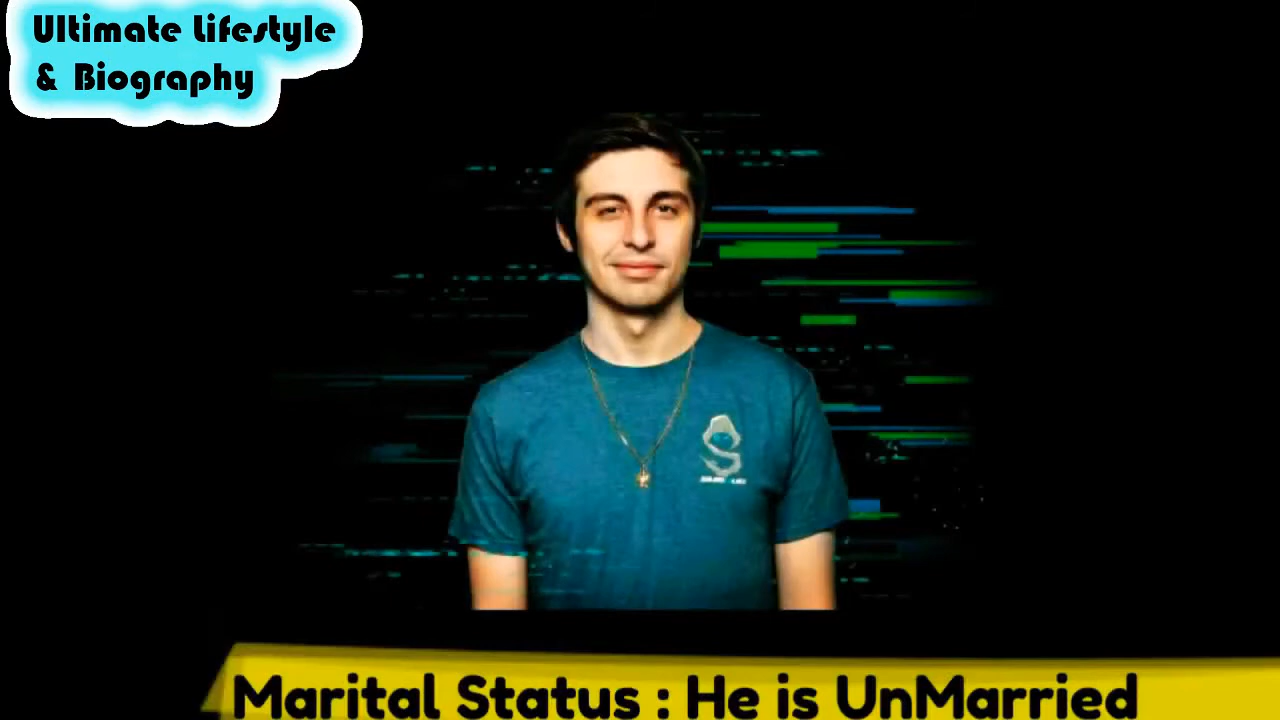 Ultimate Lifestyle
& Biography
Marital Status : He is UnMarried